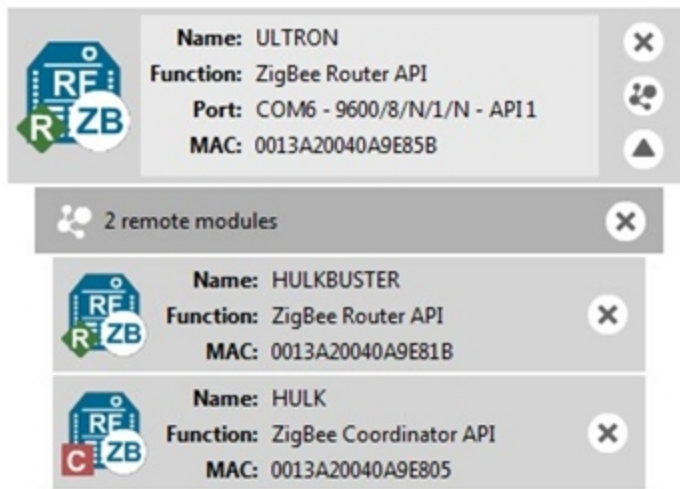 RF
R
ZB
Name: ULTRON
Function: ZigBee Router API
Port: COM6 - 9600/8/N/1/N - API 1
MAC: 0013A20040A9E85B
2 remote modules
RF
R
ZB
Name: HULKBUSTER
Function: ZigBee Router API
MAC: 0013A20040A9E81B
RF
C
ZB
Name: HULK
Function: ZigBee Coordinator API
MAC: 0013A20040A9E805